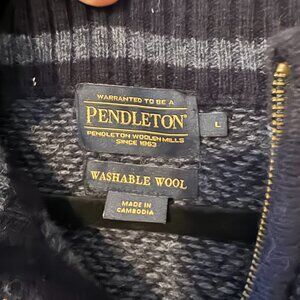 WARRANTED TO BE A
PENDLETON
PENDLETON WOOLEN MILLS
SINCE 1863
L
WASHABLE WOOL
MADE IN
CAMBODIA